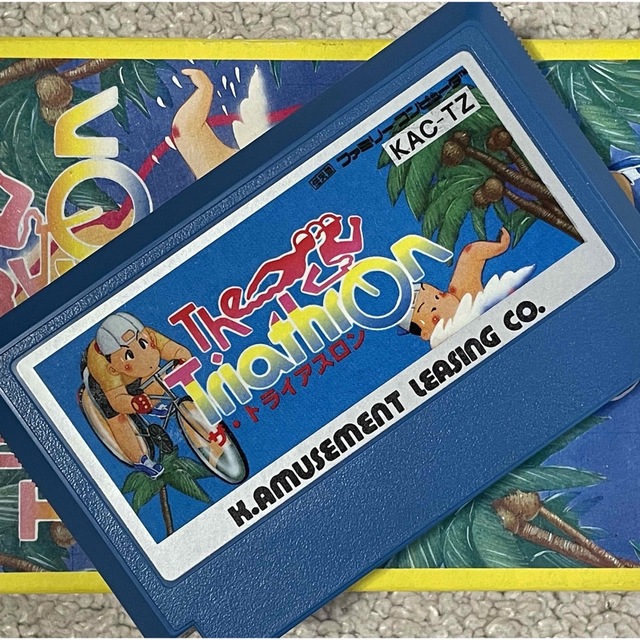 ファミリーコンピュータ
KAC-TZ
The
Triathron
ザ・トライアスロン
K.AMUSEMENT LEASING CO.